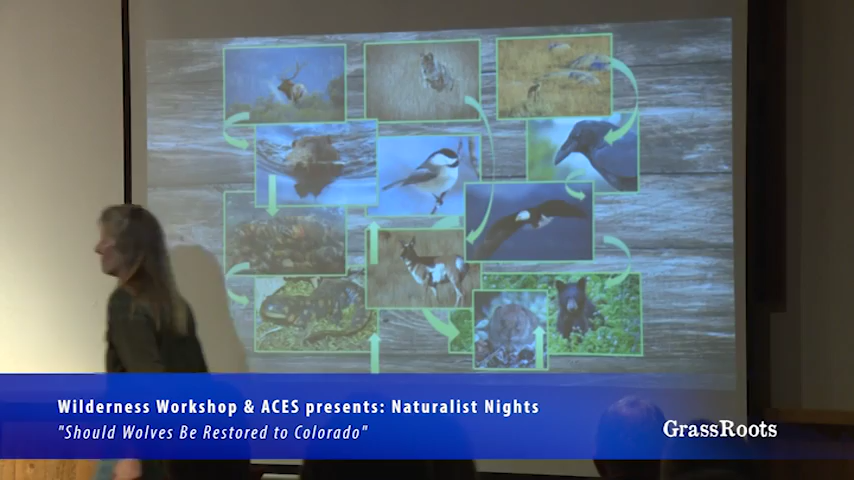 Wilderness Workshop & ACES presents: Naturalist Nights
"Should Wolves Be Restored to Colorado"
GrassRoots